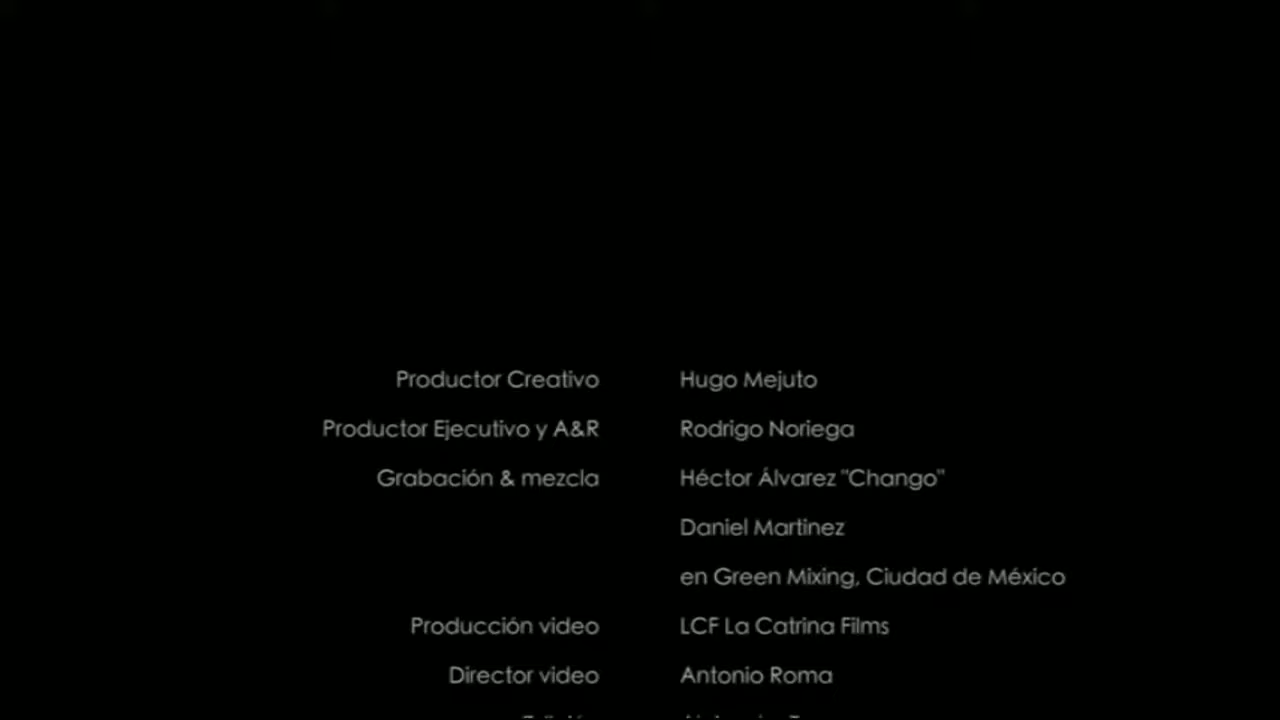 Productor Creativo Hugo Mejuto
Productor Ejecutivo y A&R Rodrigo Noriega
Grabación & mezcla Héctor Álvarez "Chango"
Daniel Martinez
en Green Mixing, Ciudad de México
Producción video LCF La Catrina Films
Director video Antonio Roma